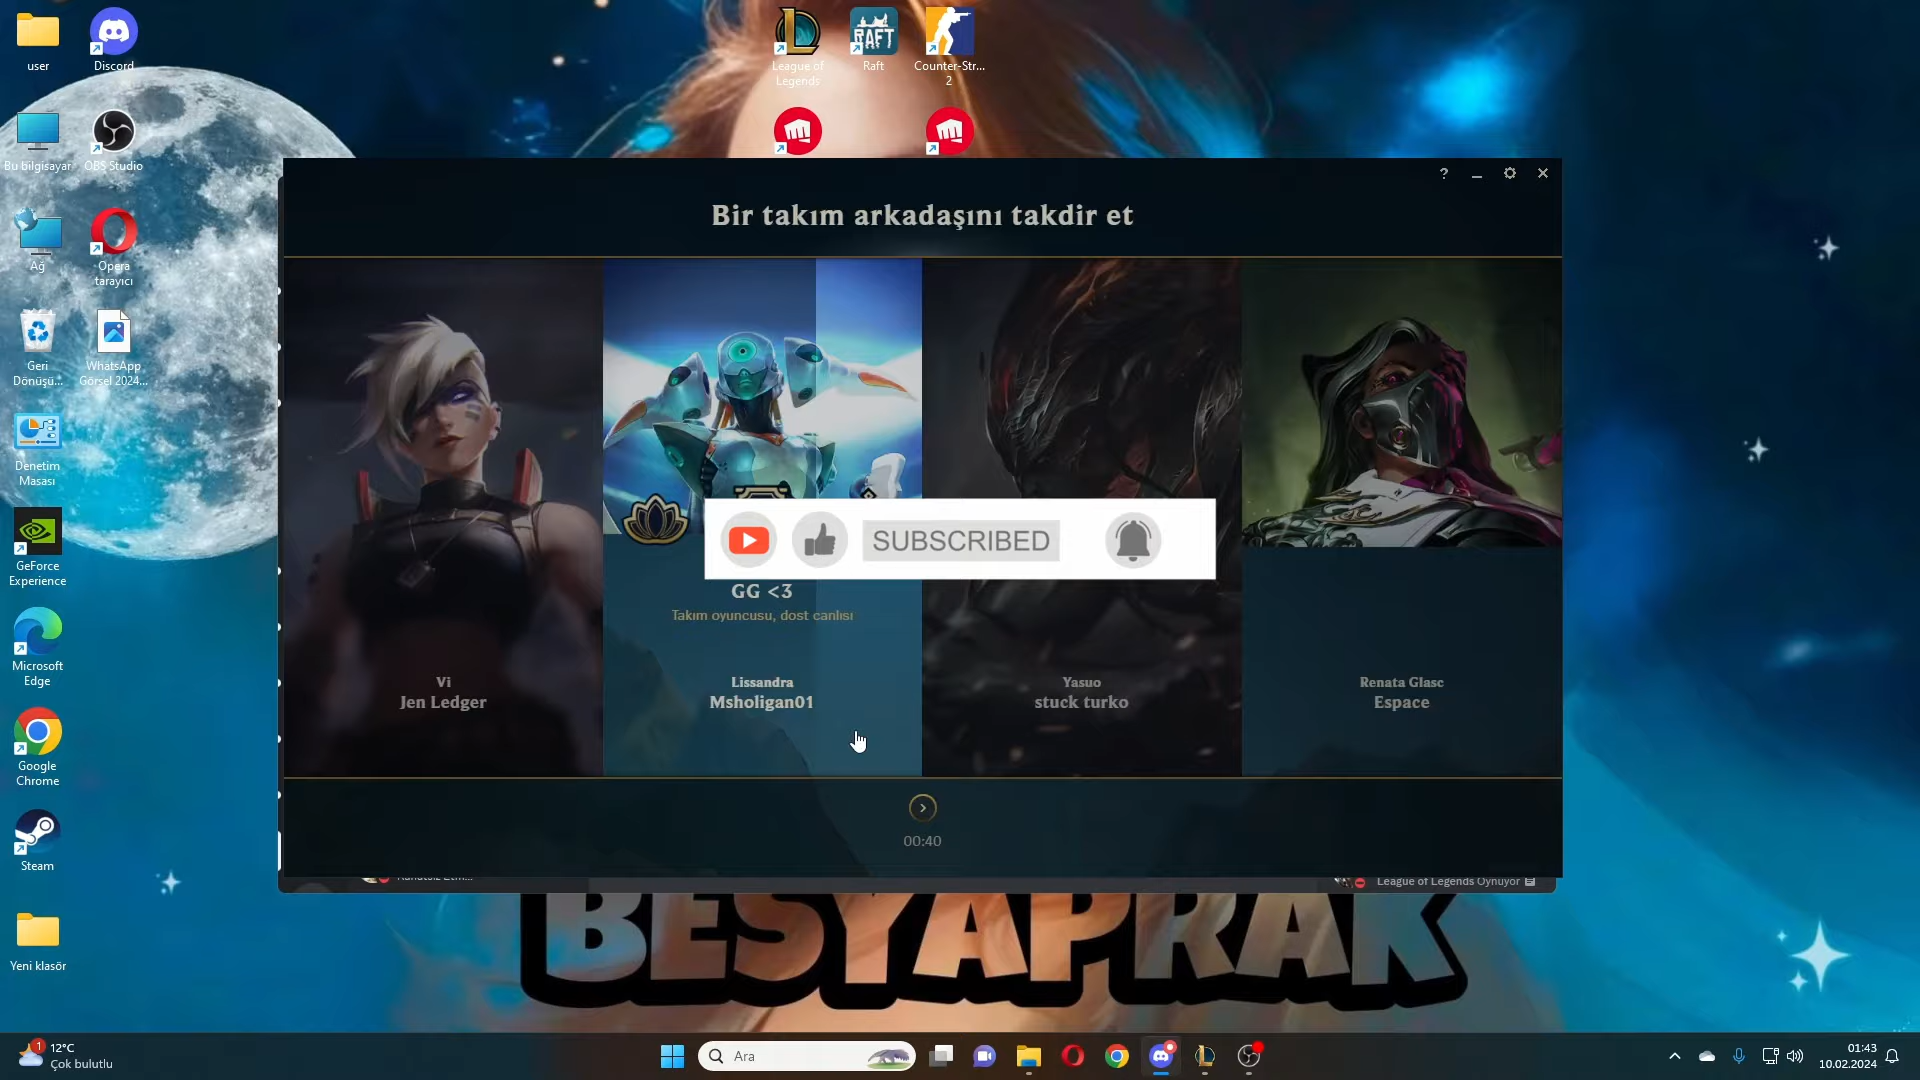 user
Discord
League of
Legends
RAFT
Raft
Counter-Str...
2
Bu bilgisayar
OBS Studio
Ağ
Opera
tarayıcı
Geri
Dönüşü...
WhatsApp
Görsel 2024...
Denetim
Masası
GeForce
Experience
Microsoft
Edge
Google
Chrome
Steam
Yeni klasör
?
Bir takım arkadaşını takdir et
SUBSCRIBED
GG <3
Takım oyuncusu, dost canlısı
Vi
Jen Ledger
Lissandra
Msholigan01
Yasuo
stuck turko
Renata Glasc
Espace
00:40
League of Legends Oynuyor
BESYAPRAK
1
12°C
Çok bulutlu
Ara
01:43
10.02.2024